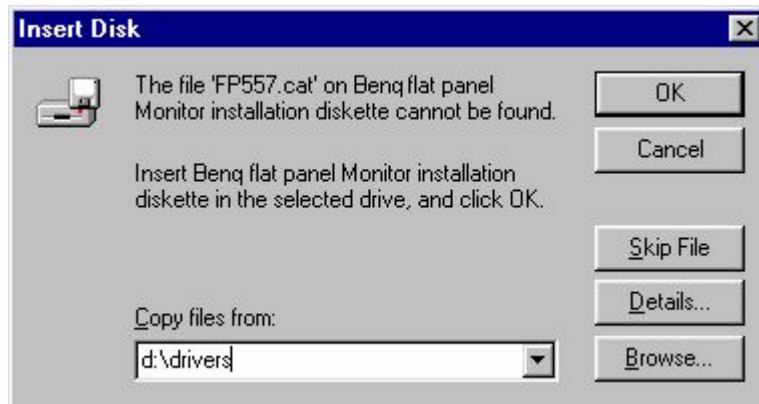 Insert Disk
The file 'FP557.cat' on Benq flat panel
Monitor installation diskette cannot be found.
Insert Benq flat panel Monitor installation
diskette in the selected drive, and click OK.
Copy files from:
d:\drivers
OK
Cancel
Skip File
Details...
Browse...